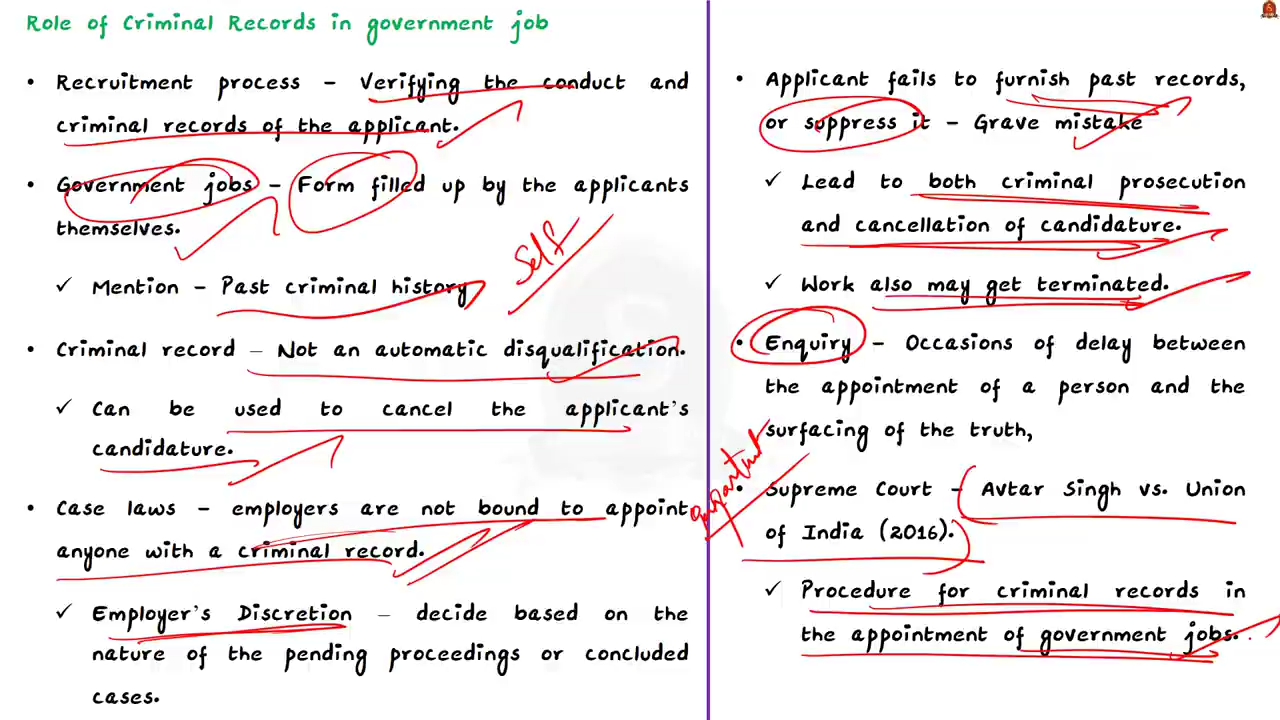 Role of Criminal Records in government job
• Recruitment process – Verifying the conduct and
criminal records of the applicant.
• Government jobs – Form filled up by the applicants
themselves.
Self
✓ Mention – Past criminal history
• Criminal record – Not an automatic disqualification.
✓ Can be used to cancel the applicant's
candidature.
• Case laws – employers are not bound to appoint
anyone with a criminal record.
✓ Employer's Discretion – decide based on the
nature of the pending proceedings or concluded
cases.
• Applicant fails to furnish past records,
or suppress it – Grave mistake
✓ Lead to both criminal prosecution
and cancellation of candidature.
✓ Work also may get terminated.
• Enquiry – Occasions of delay between
the appointment of a person and the
surfacing of the truth,
Important
• Supreme Court – Avtar Singh vs. Union
of India (2016).
✓ Procedure for criminal records in
the appointment of government jobs.